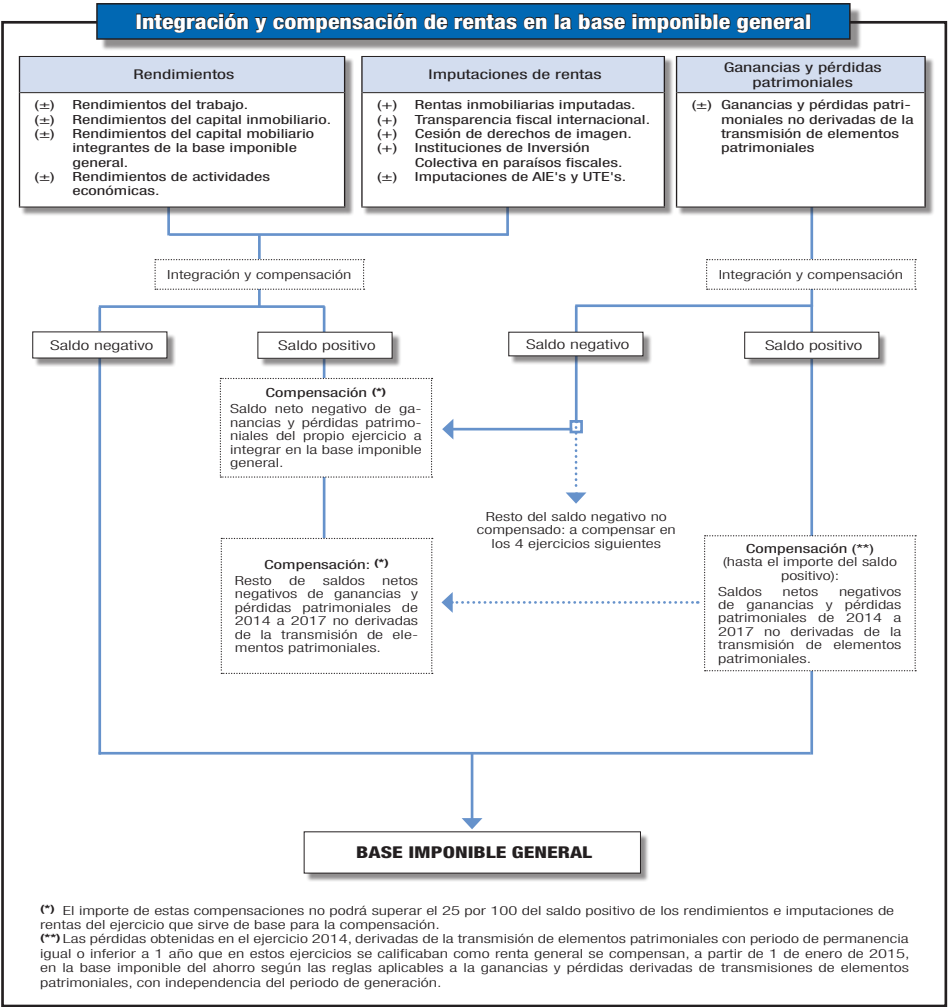 Integración y compensación de rentas en la base imponible general
Rendimientos
(±) Rendimientos del trabajo.
(±) Rendimientos del capital inmobiliario.
(±) Rendimientos del capital mobiliario
integrantes de la base imponible
general.
(±) Rendimientos de actividades
económicas.
Imputaciones de rentas
(+) Rentas inmobiliarias imputadas.
(+) Transparencia fiscal internacional.
(+) Cesión de derechos de imagen.
(+) Instituciones de Inversión
Colectiva en paraísos fiscales.
(±) Imputaciones de AIE's y UTE's.
Ganancias y pérdidas
patrimoniales
(±) Ganancias y pérdidas patri-
moniales no derivadas de la
transmisión de elementos
patrimoniales
Integración y compensación
Integración y compensación
Saldo negativo
Saldo positivo
Saldo negativo
Saldo positivo
Compensación (*)
Saldo neto negativo de ga-
nancias y pérdidas patrimo-
niales del propio ejercicio a
integrar en la base imponible
general.
Resto del saldo negativo no
compensado: a compensar en
los 4 ejercicios siguientes
Compensación: (*)
Resto de saldos netos
negativos de ganancias y
pérdidas patrimoniales de
2014 a 2017 no derivadas
de la transmisión de ele-
mentos patrimoniales.
Compensación (**)
(hasta el importe del saldo
positivo):
Saldos netos negativos
de ganancias y pérdidas
patrimoniales de 2014 a
2017 no derivadas de la
transmisión de elementos
patrimoniales.
BASE IMPONIBLE GENERAL
(*) El importe de estas compensaciones no podrá superar el 25 por 100 del saldo positivo de los rendimientos e imputaciones de
rentas del ejercicio que sirve de base para la compensación.
(**) Las pérdidas obtenidas en el ejercicio 2014, derivadas de la transmisión de elementos patrimoniales con periodo de permanencia
igual o inferior a 1 año que en estos ejercicios se calificaban como renta general se compensan, a partir de 1 de enero de 2015,
en la base imponible del ahorro según las reglas aplicables a la ganancias y pérdidas derivadas de transmisiones de elementos
patrimoniales, con independencia del periodo de generación.